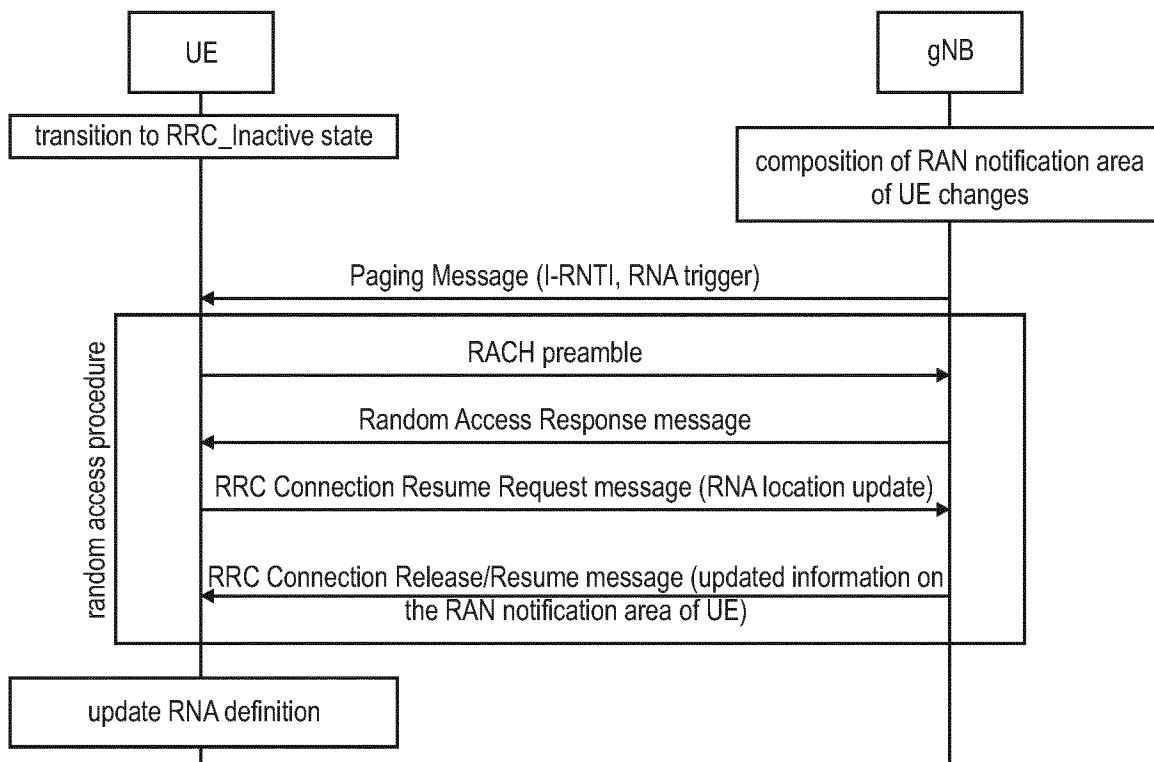 UE
gNB
transition to RRC_Inactive state
composition of RAN notification area
of UE changes
Paging Message (I-RNTI, RNA trigger)
random access procedure
RACH preamble
Random Access Response message
RRC Connection Resume Request message (RNA location update)
RRC Connection Release/Resume message (updated information on
the RAN notification area of UE)
update RNA definition